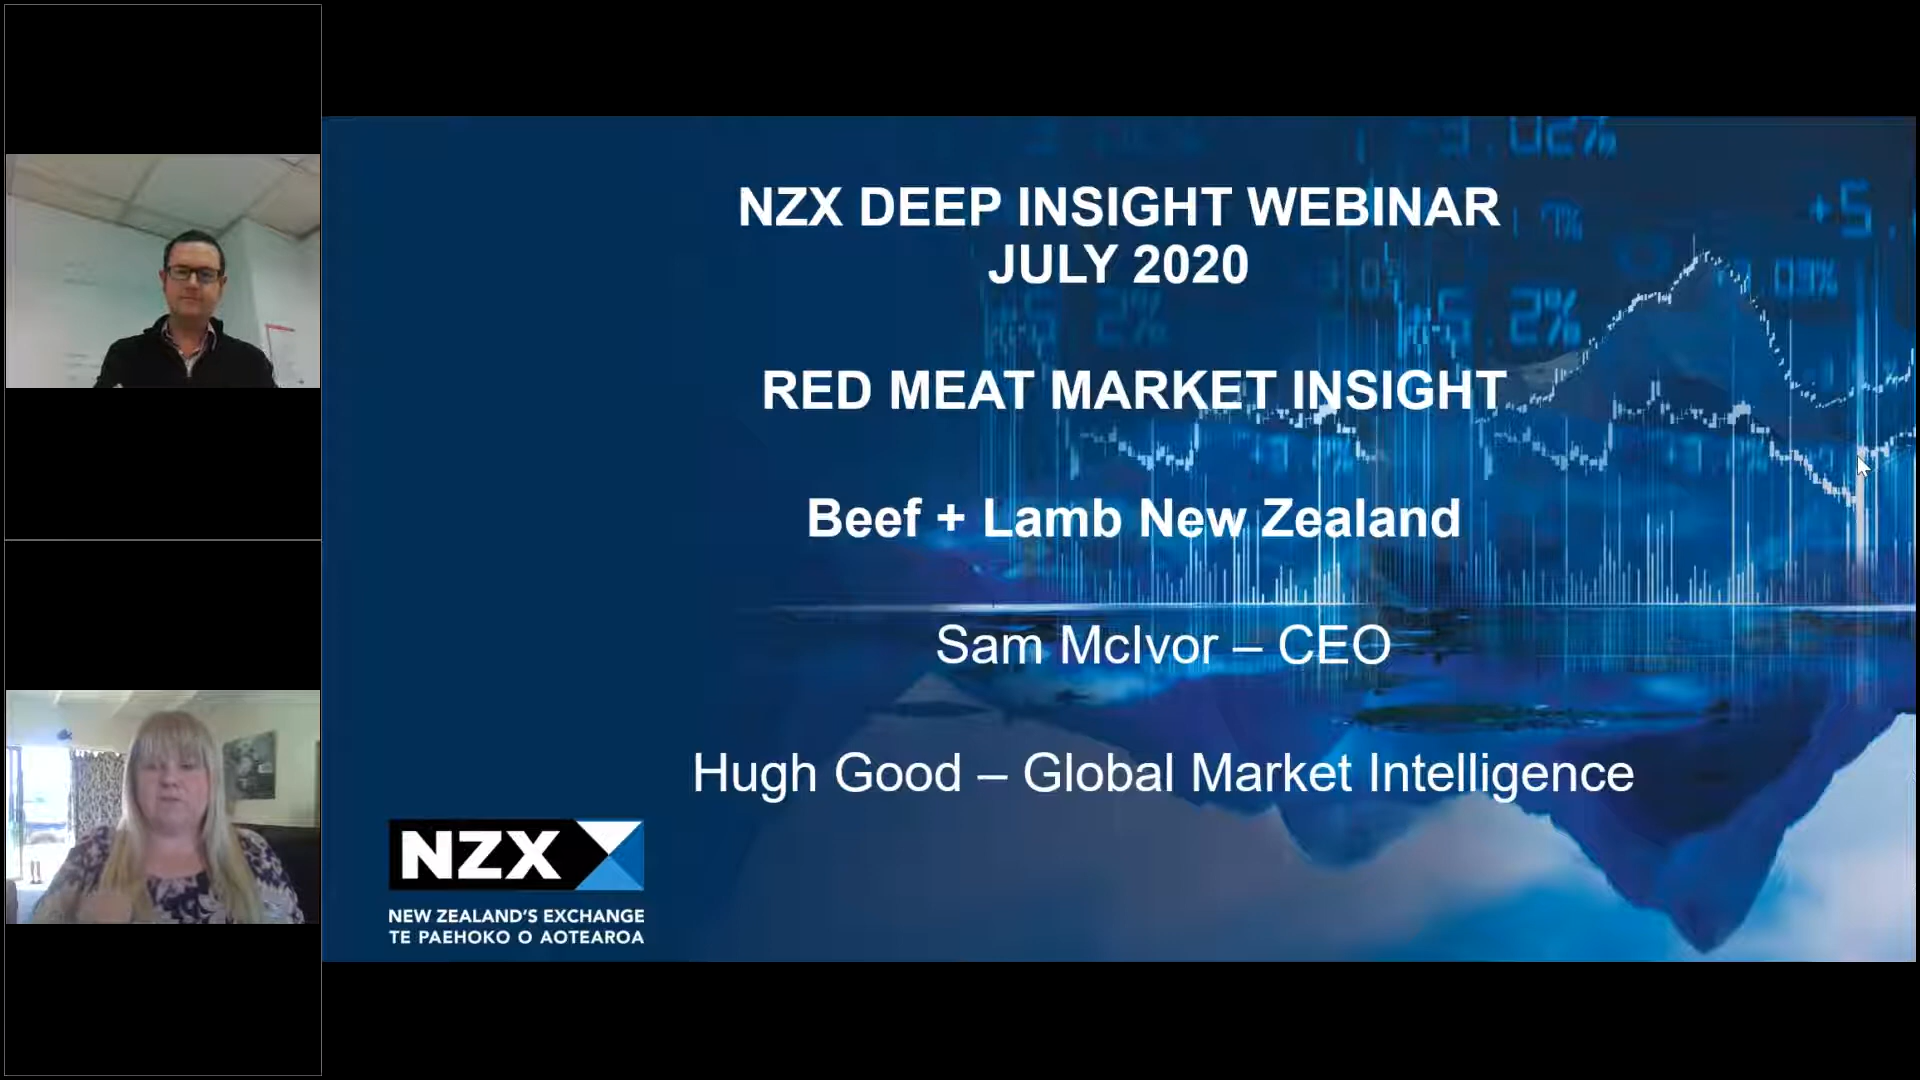 NZX DEEP INSIGHT WEBINAR
JULY 2020
RED MEAT MARKET INSIGHT
Beef + Lamb New Zealand
Sam McIvor – CEO
Hugh Good – Global Market Intelligence
NZX
NEW ZEALAND'S EXCHANGE
TE PAEHOKO O AOTEAROA